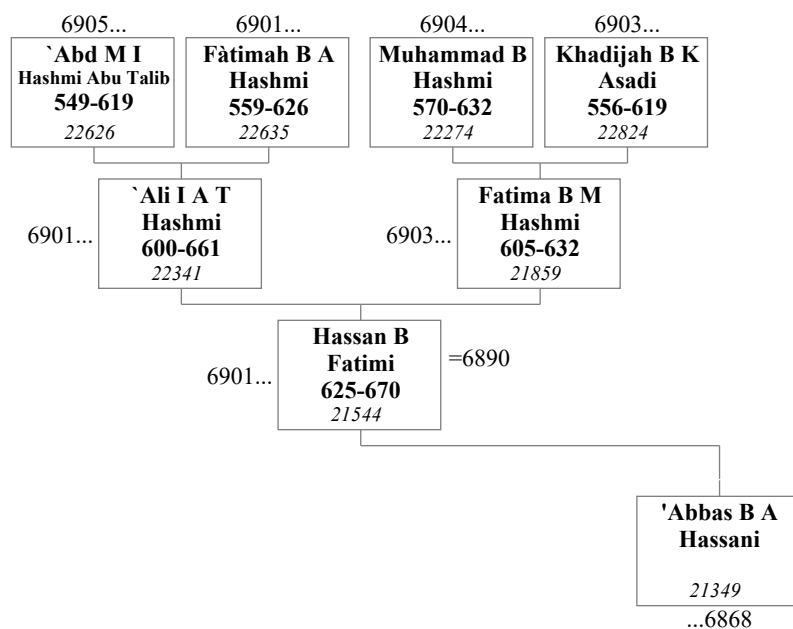 6905... 6901... 6904... 6903...
`Abd M I
Hashmi Abu Talib
549-619
22626
Fàtimah B A
Hashmi
559-626
22635
Muhammad B
Hashmi
570-632
22274
Khadijah B K
Asadi
556-619
22824
6901...
`Ali I A T
Hashmi
600-661
22341
6903...
Fatima B M
Hashmi
605-632
21859
6901...
Hassan B
Fatimi
625-670
21544
=6890
'Abbas B A
Hassani
21349
...6868